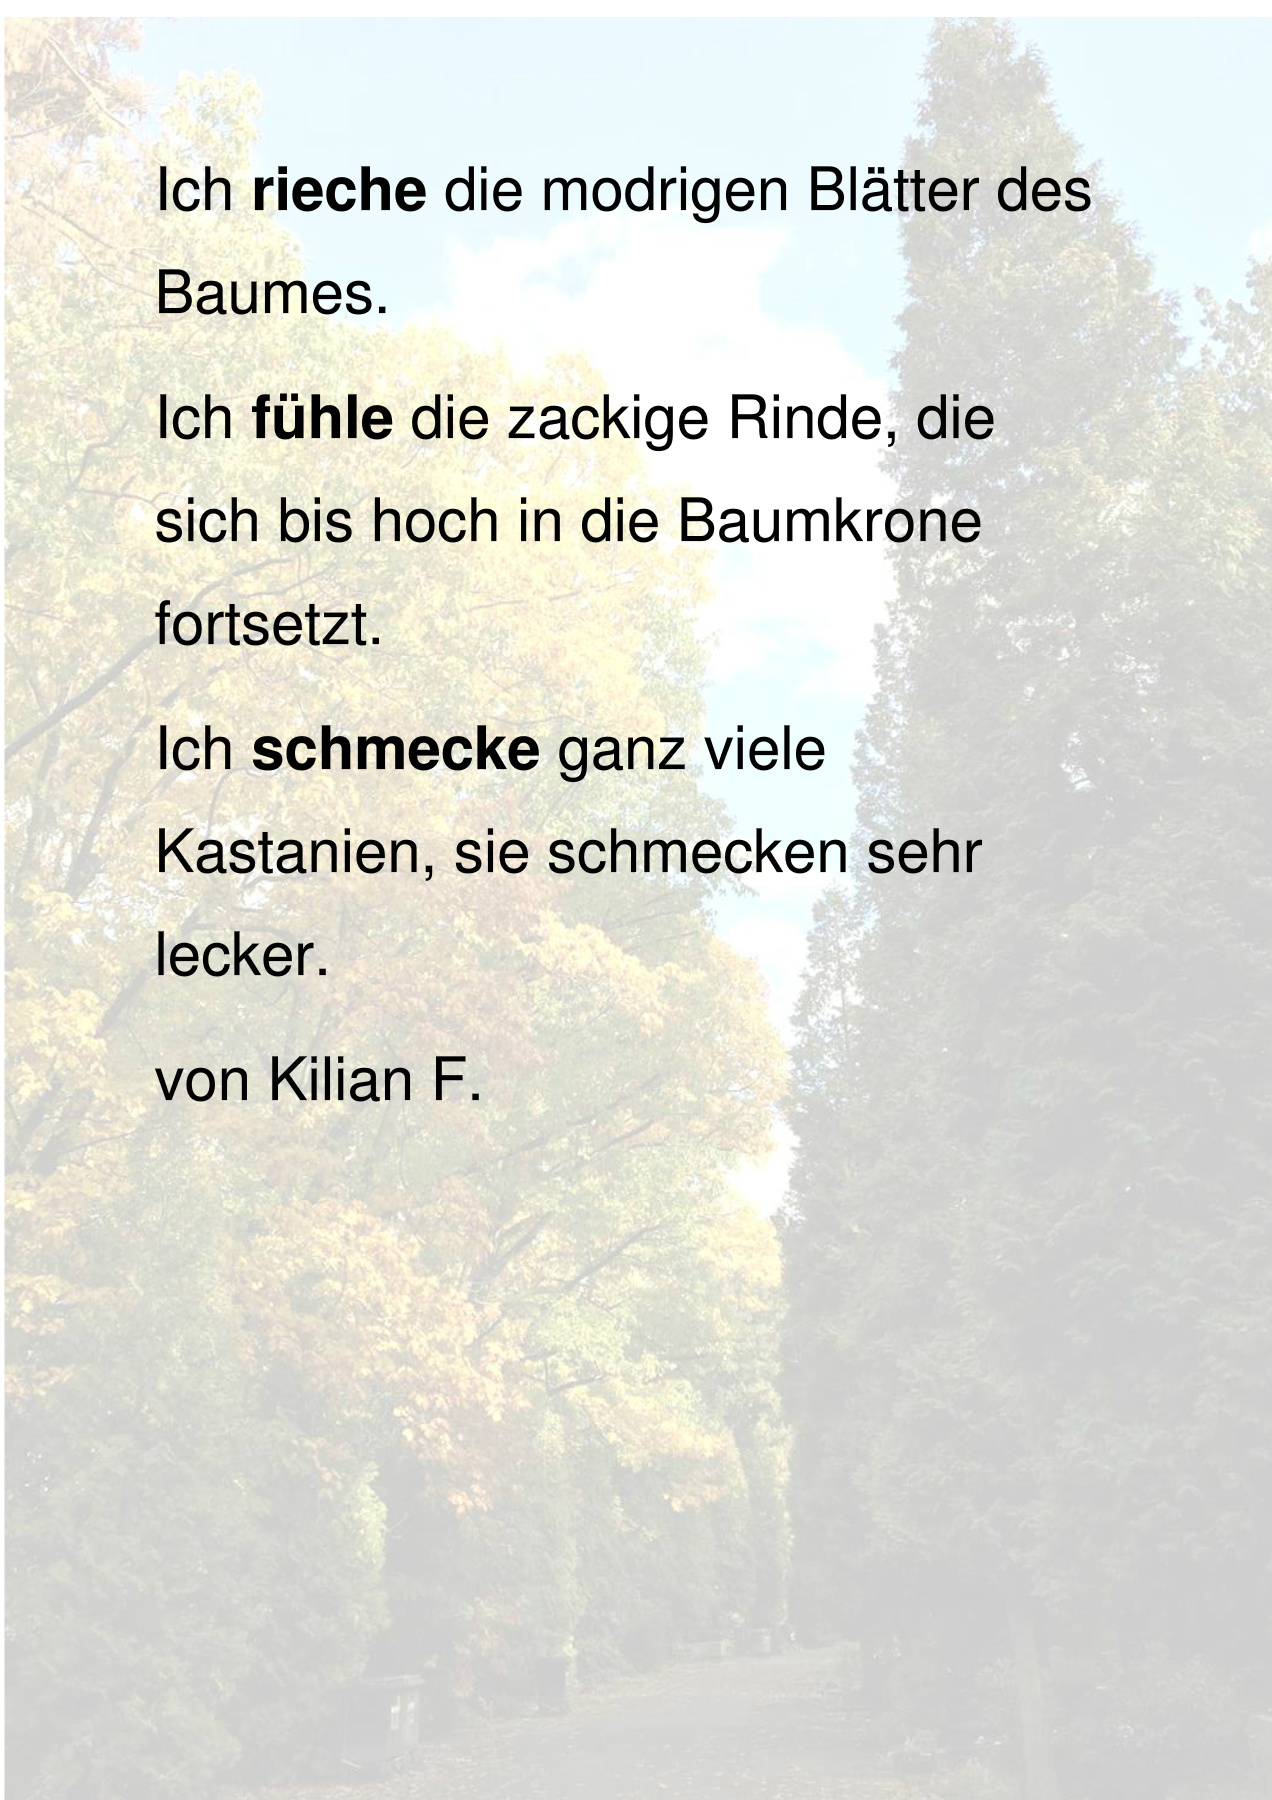 Ich rieche die modrigen Blätter des
Baumes.
Ich fühle die zackige Rinde, die
sich bis hoch in die Baumkrone
fortsetzt.
Ich schmecke ganz viele
Kastanien, sie schmecken sehr
lecker.
von Kilian F.